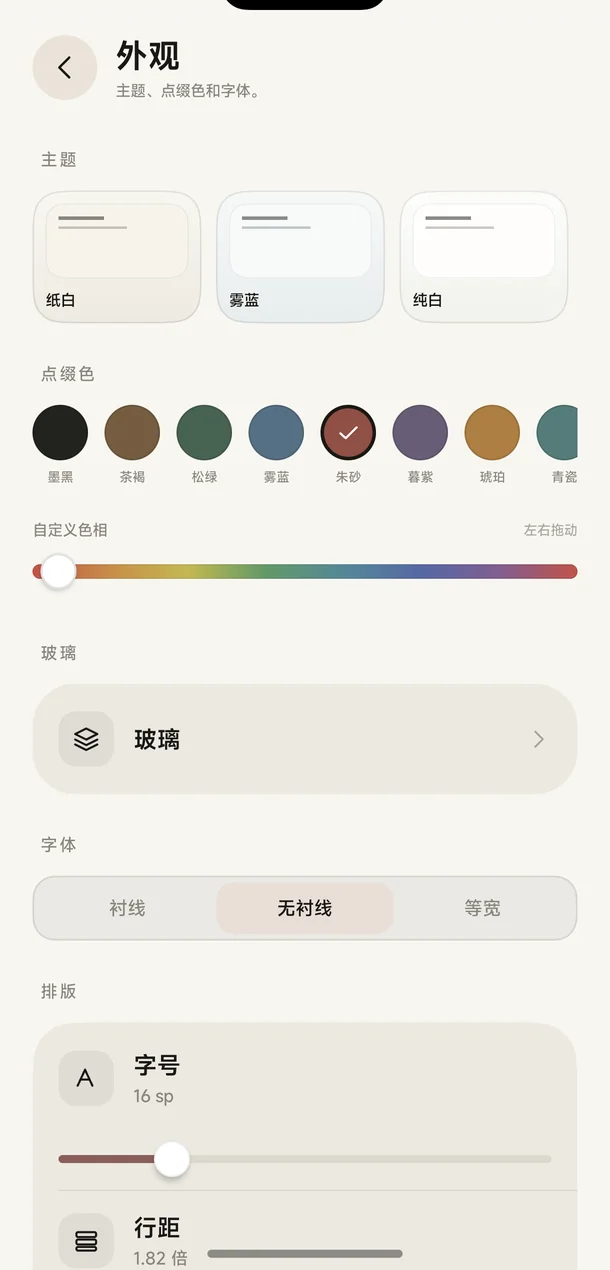 外观
主题、点缀色和字体。
主题
纸白
雾蓝
纯白
点缀色
墨黑
茶褐
松绿
雾蓝
朱砂
暮紫
琥珀
青瓷
自定义色相
左右拖动
玻璃
玻璃
字体
衬线
无衬线
等宽
排版
字号
16 sp
行距
1.82 倍